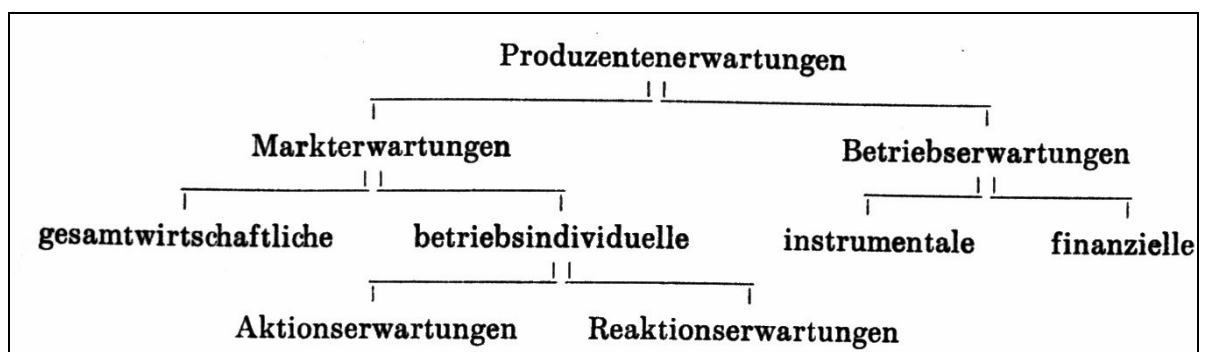 Produzentenerwartungen
Markterwartungen Betriebserwartungen
gesamtwirtschaftliche betriebsindividuelle instrumentale finanzielle
Aktionserwartungen Reaktionserwartungen